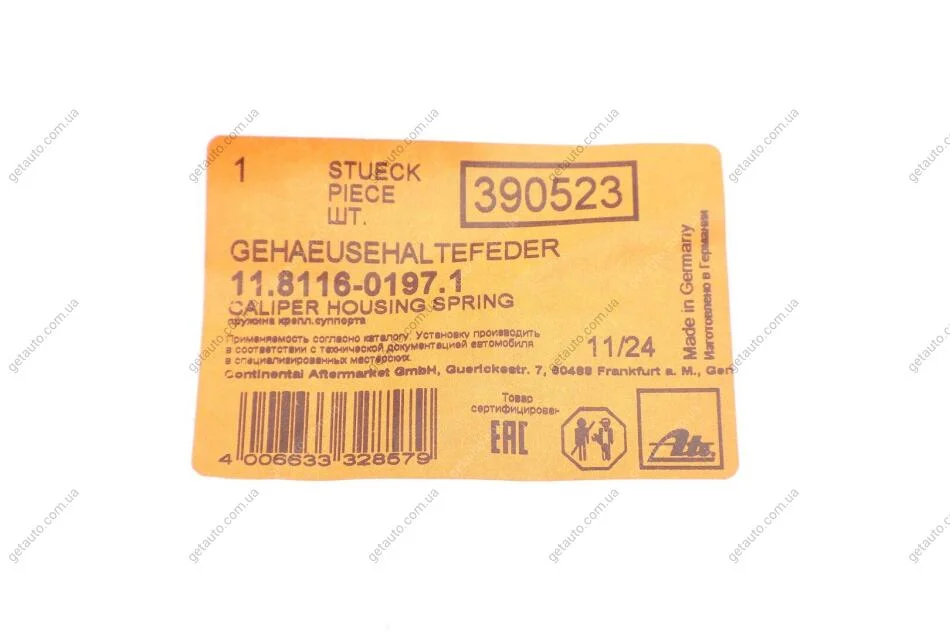 1
STUECK
PIECE
ШТ.
390523
GEHAEUSEHALTEFEDER
11.8116-0197.1
CALIPER HOUSING SPRING
пружина крепл.суппорта
Применяемость согласно каталогу. Установку производить
в соответствии с технической документацией автомобиля
в специализированных мастерских.
11/24
Made in Germany
Изготовлено в Германии
Continental Aftermarket GmbH, Guerickestr. 7, 60488 Frankfurt a. M., Ger
Товар
сертифицирован
EAC
Ate
4 006633 328579
getauto.com.ua